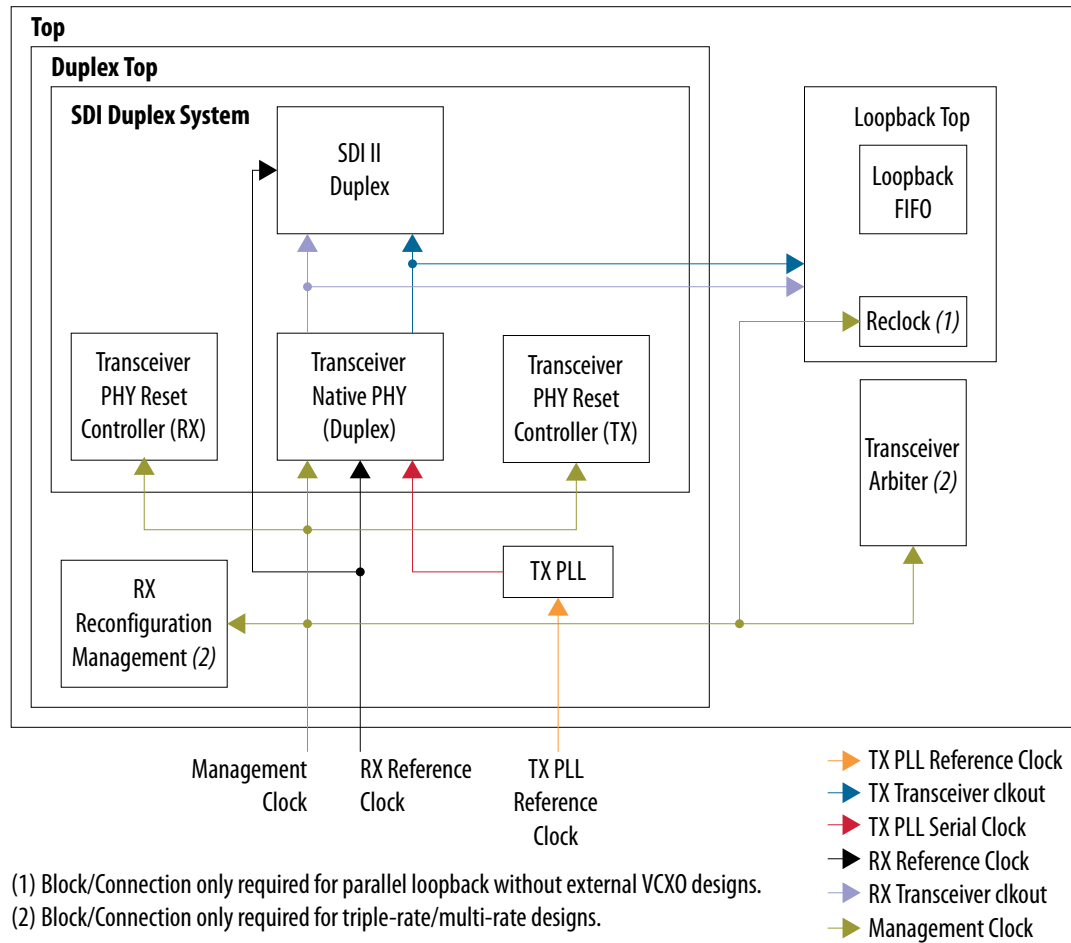 Top
Duplex Top
SDI Duplex System
SDI II
Duplex
Loopback Top
Loopback
FIFO
Reclock (1)
Transceiver
PHY Reset
Controller (RX)
Transceiver
Native PHY
(Duplex)
Transceiver
PHY Reset
Controller (TX)
Transceiver
Arbiter (2)
TX PLL
RX
Reconfiguration
Management (2)
Management
Clock
RX Reference
Clock
TX PLL
Reference
Clock
TX PLL Reference Clock
TX Transceiver clkout
TX PLL Serial Clock
RX Reference Clock
RX Transceiver clkout
Management Clock
(1) Block/Connection only required for parallel loopback without external VCXO designs.
(2) Block/Connection only required for triple-rate/multi-rate designs.